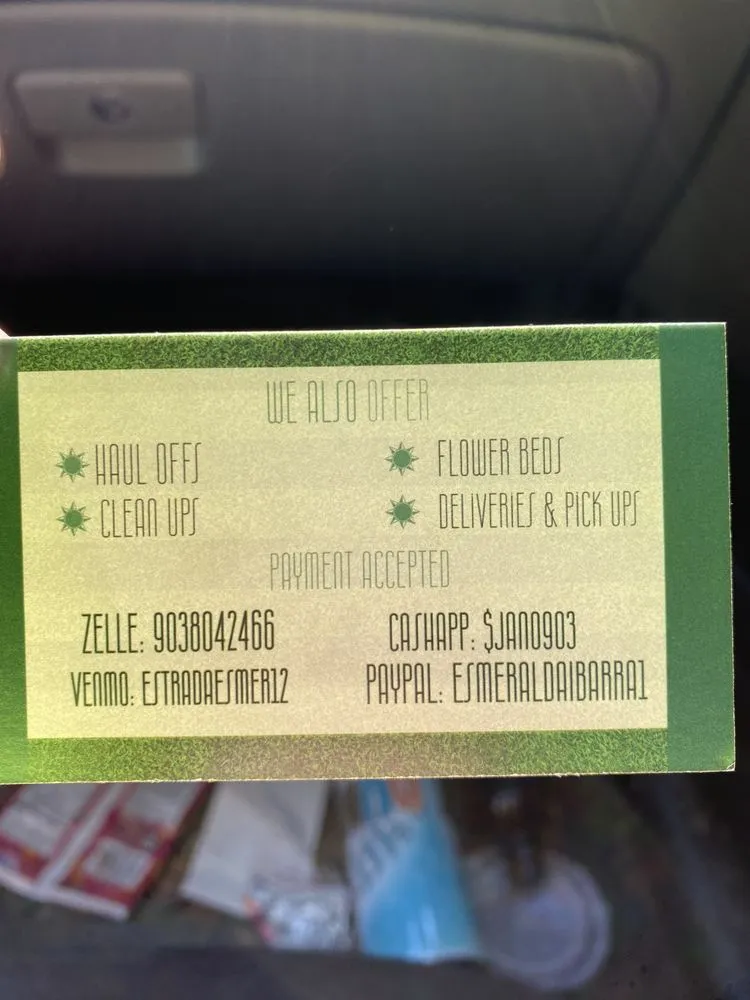 WE ALSO OFFER
HAUL OFFS
FLOWER BEDS
CLEAN UPS
DELIVERIES & PICK UPS
PAYMENT ACCEPTED
ZELLE: 9038042466
CASHAPP: $JANO903
VENMO: ESTRADAESMER12
PAYPAL: ESMERALDAIBARRA1